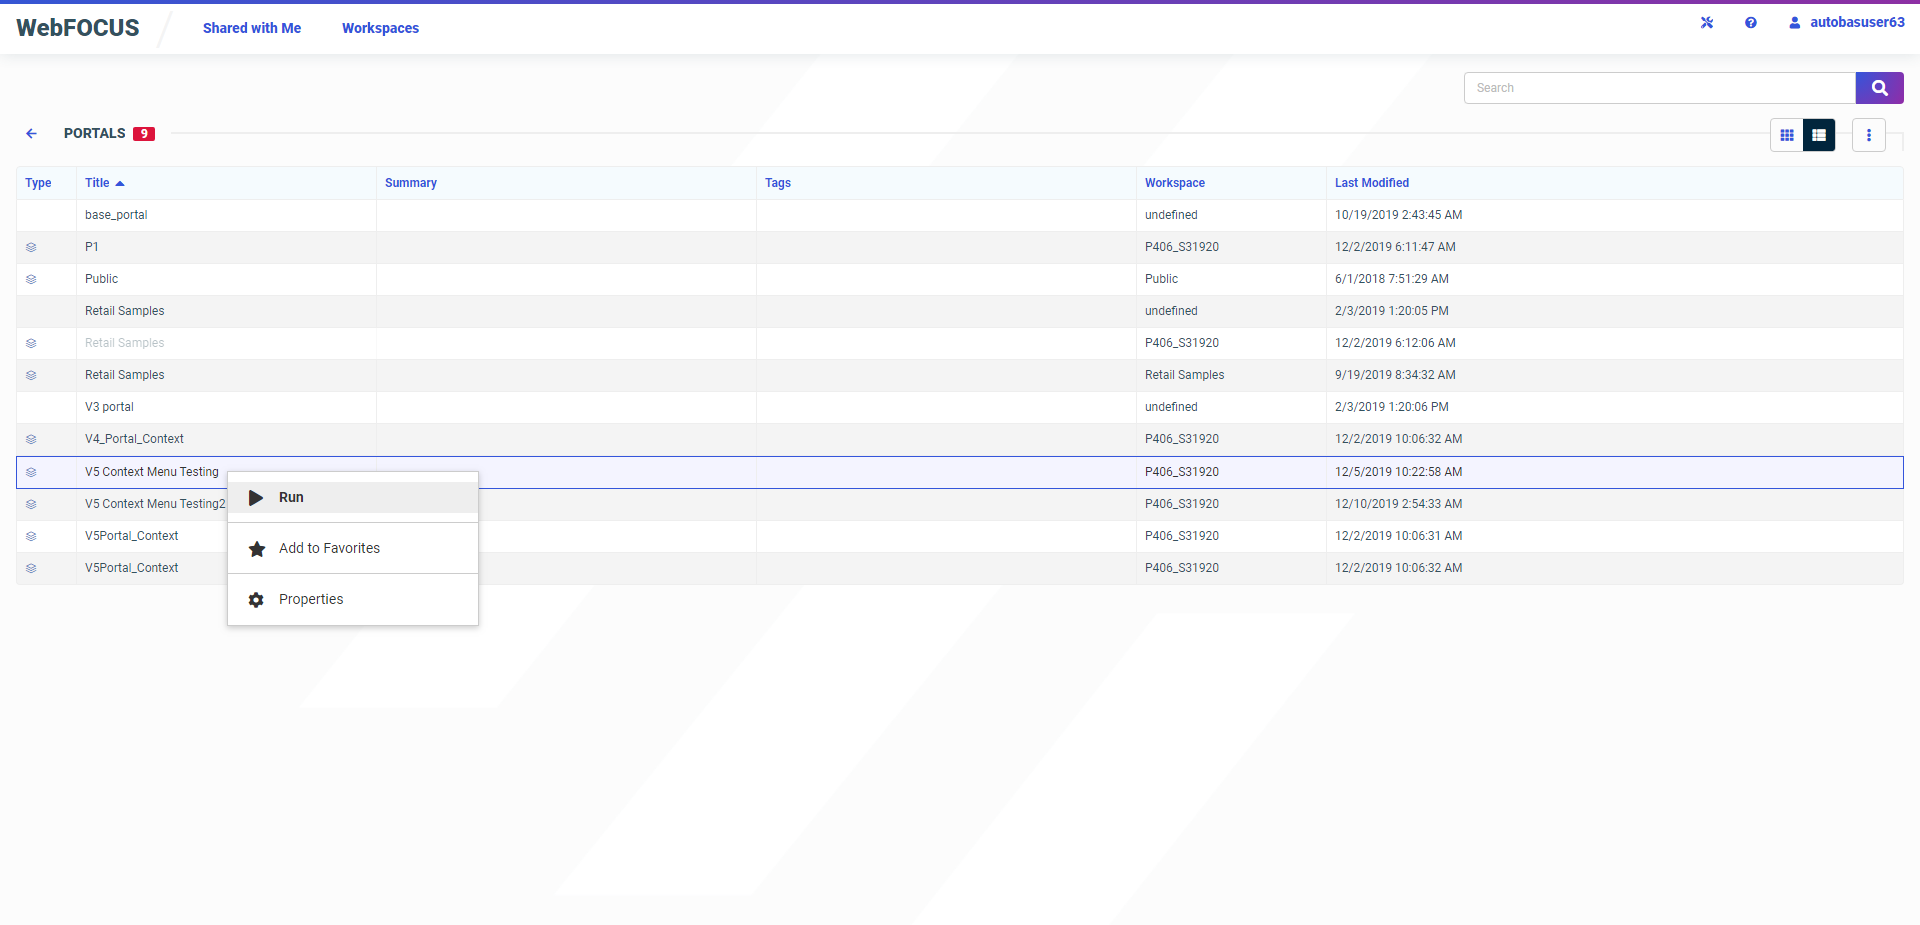 WebFOCUS Shared with Me Workspaces autobasuser63
Search
PORTALS 9
Type Title Summary Tags Workspace Last Modified
base_portal undefined 10/19/2019 2:43:45 AM
P1 P406_S31920 12/2/2019 6:11:47 AM
Public Public 6/1/2018 7:51:29 AM
Retail Samples undefined 2/3/2019 1:20:05 PM
Retail Samples P406_S31920 12/2/2019 6:12:06 AM
Retail Samples Retail Samples 9/19/2019 8:34:32 AM
V3 portal undefined 2/3/2019 1:20:06 PM
V4_Portal_Context P406_S31920 12/2/2019 10:06:32 AM
V5 Context Menu Testing P406_S31920 12/5/2019 10:22:58 AM
Run
V5 Context Menu Testing2 P406_S31920 12/10/2019 2:54:33 AM
V5Portal_Context P406_S31920 12/2/2019 10:06:31 AM
Add to Favorites
V5Portal_Context P406_S31920 12/2/2019 10:06:32 AM
Properties